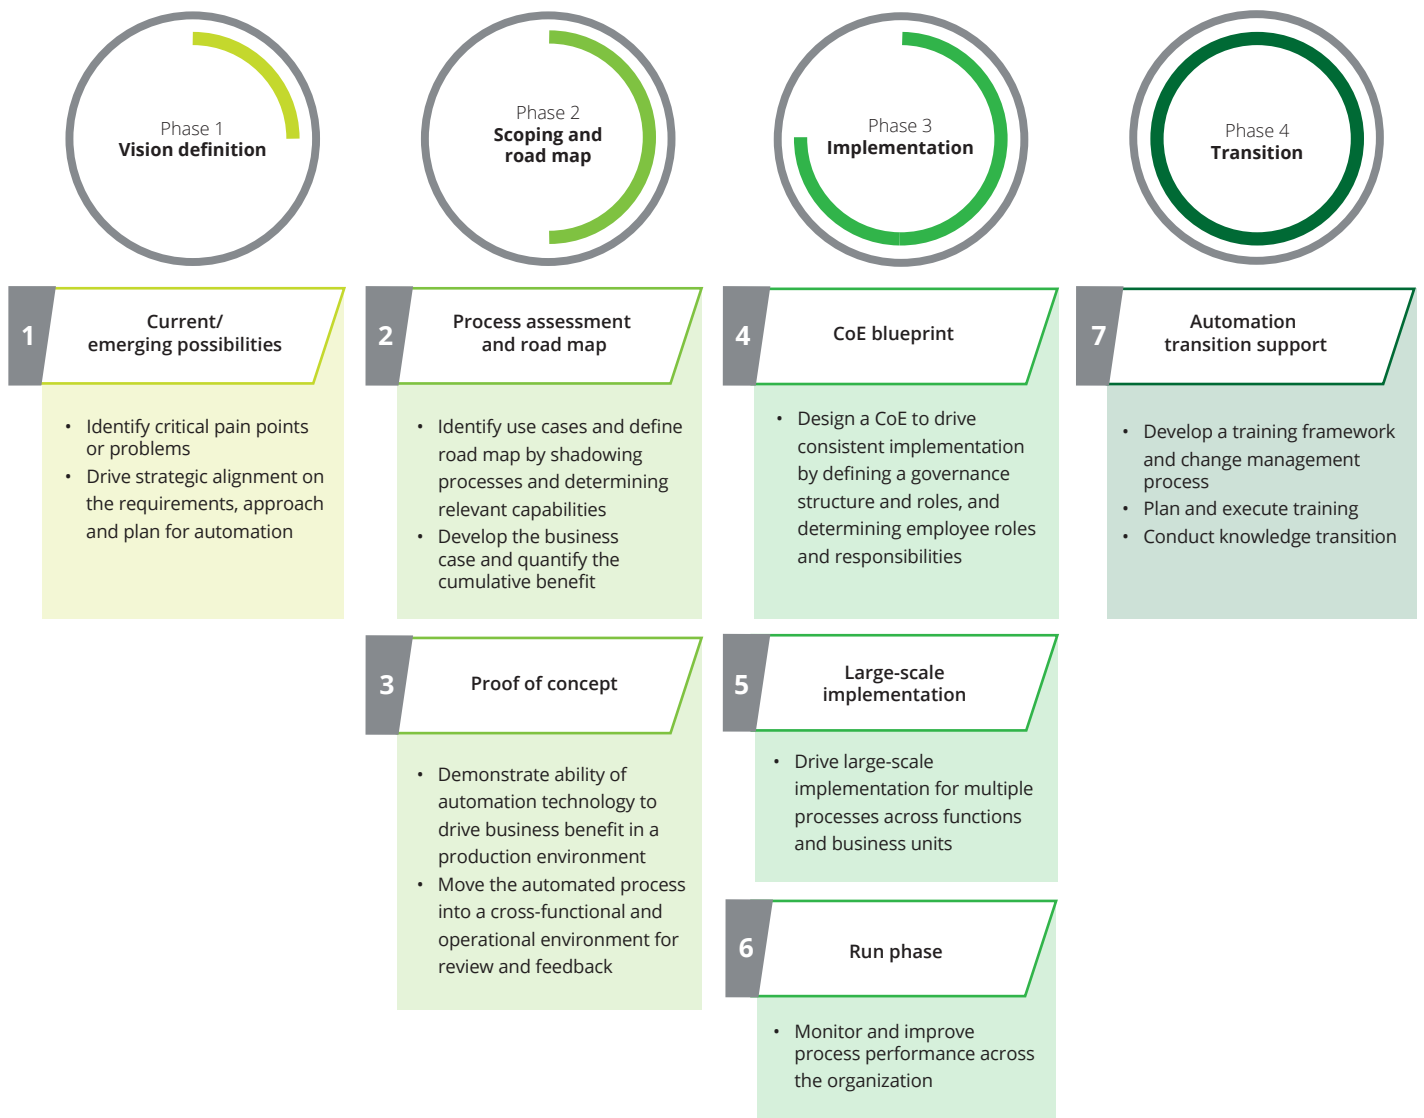 Phase 1
Vision definition
Phase 2
Scoping and
road map
Phase 3
Implementation
Phase 4
Transition
1
Current/
emerging possibilities
• Identify critical pain points
or problems
• Drive strategic alignment on
the requirements, approach
and plan for automation
2
Process assessment
and road map
• Identify use cases and define
road map by shadowing
processes and determining
relevant capabilities
• Develop the business
case and quantify the
cumulative benefit
3
Proof of concept
• Demonstrate ability of
automation technology to
drive business benefit in a
production environment
• Move the automated process
into a cross-functional and
operational environment for
review and feedback
4
CoE blueprint
• Design a CoE to drive
consistent implementation
by defining a governance
structure and roles, and
determining employee roles
and responsibilities
5
Large-scale
implementation
• Drive large-scale
implementation for multiple
processes across functions
and business units
6
Run phase
• Monitor and improve
process performance across
the organization
7
Automation
transition support
• Develop a training framework
and change management
process
• Plan and execute training
• Conduct knowledge transition